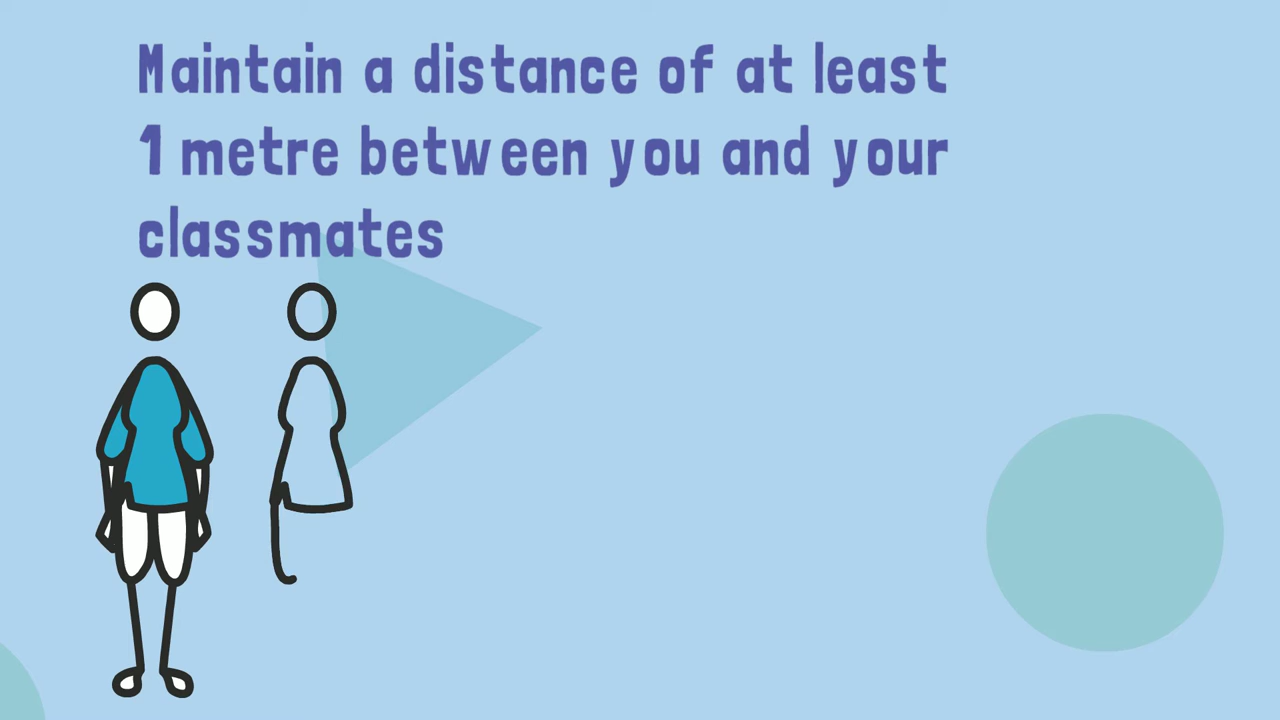 Maintain a distance of at least
1 metre between you and your
classmates